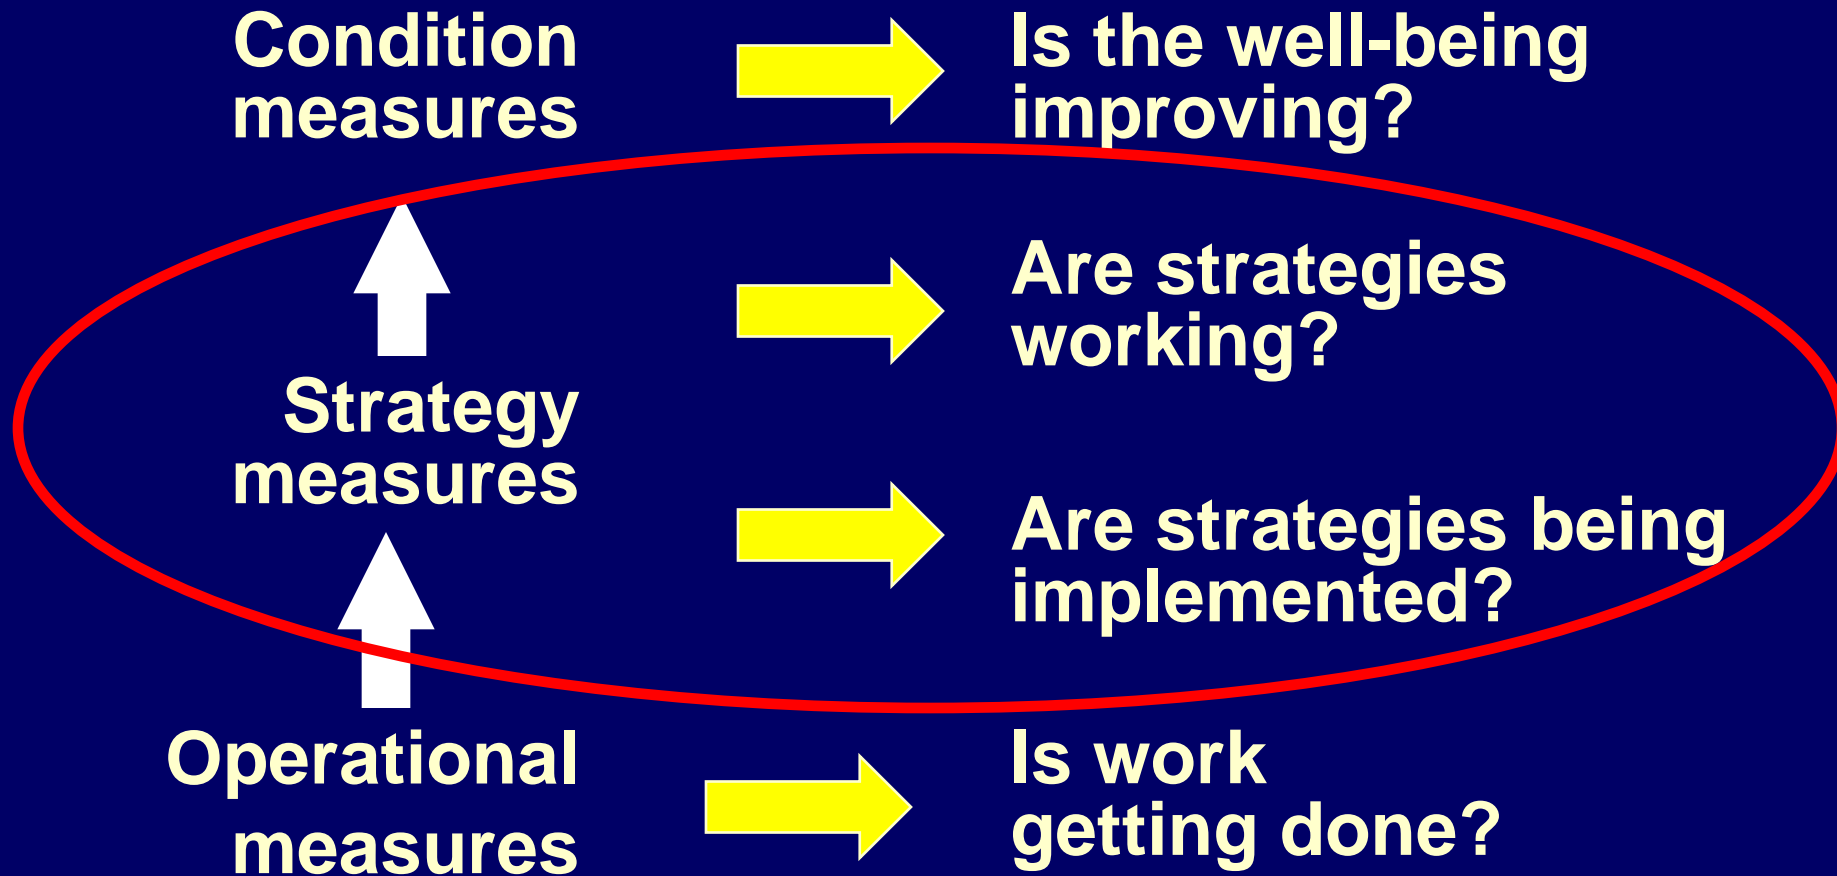 Condition
measures
Is the well-being
improving?
Are strategies
working?
Strategy
measures
Are strategies being
implemented?
Operational
measures
Is work
getting done?